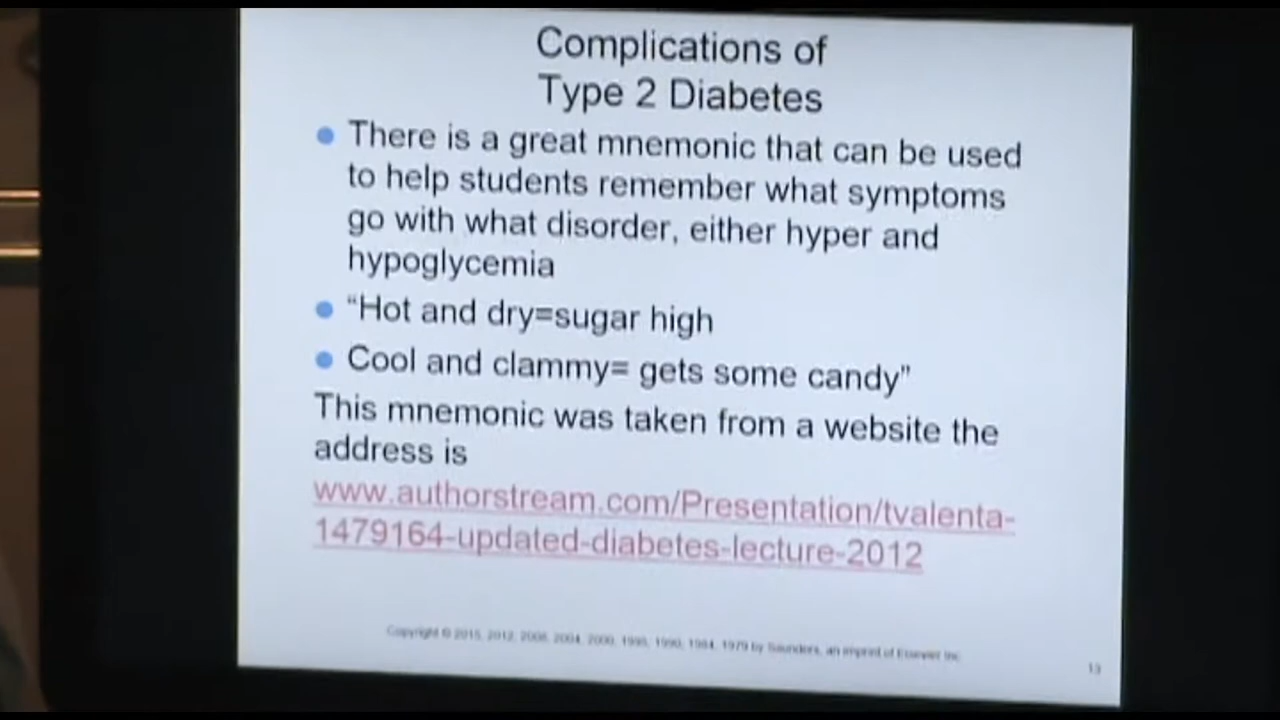 Complications of
Type 2 Diabetes
There is a great mnemonic that can be used
to help students remember what symptoms
go with what disorder, either hyper and
hypoglycemia
“Hot and dry=sugar high
Cool and clammy= gets some candy”
This mnemonic was taken from a website the
address is
www.authorstream.com/Presentation/tvalenta-
1479164-updated-diabetes-lecture-2012
Copyright © 2015, 2012, 2008, 2004, 2000, 1995, 1990, 1984, 1979 by Saunders, an imprint of Elsevier Inc.
13